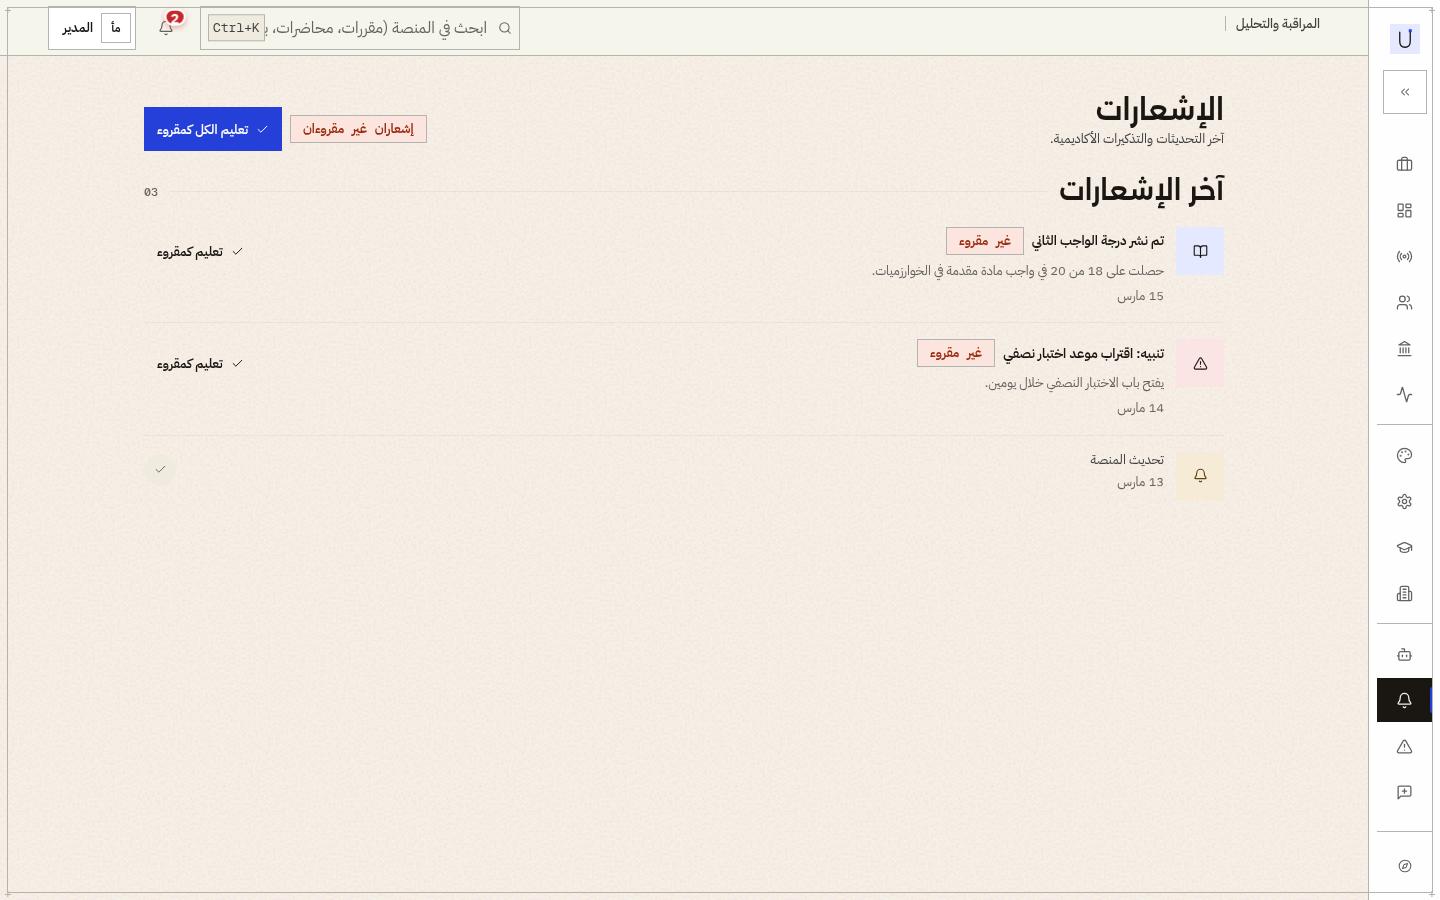 المراقبة والتحليل
ابحث في المنصة (مقررات، محاضرات،
Ctrl+K
2
مأ
المدير
الإشعارات
آخر التحديثات والتذكيرات الأكاديمية.
إشعاران غير مقروءان
تعليم الكل كمقروء
آخر الإشعارات
03
تم نشر درجة الواجب الثاني
غير مقروء
تعليم كمقروء
حصلت على 18 من 20 في واجب مادة مقدمة في الخوارزميات.
15 مارس
تنبيه: اقتراب موعد اختبار نصفي
غير مقروء
تعليم كمقروء
يفتح باب الاختبار النصفي خلال يومين.
14 مارس
تحديث المنصة
13 مارس